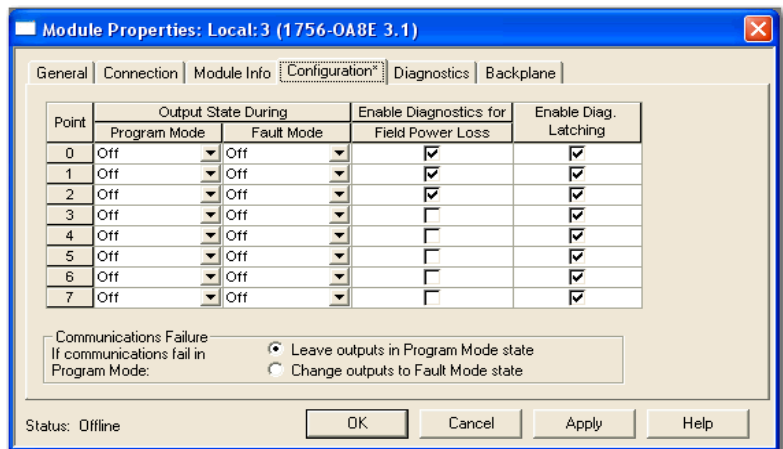 Module Properties: Local:3 (1756-OA8E 3.1)
General Connection Module Info Configuration* Diagnostics Backplane
Point Output State During Enable Diagnostics for Enable Diag. Latching
Program Mode Fault Mode Field Power Loss
0 Off Off
1 Off Off
2 Off Off
3 Off Off
4 Off Off
5 Off Off
6 Off Off
7 Off Off
Communications Failure
If communications fail in Program Mode:
Leave outputs in Program Mode state
Change outputs to Fault Mode state
Status: Offline OK Cancel Apply Help